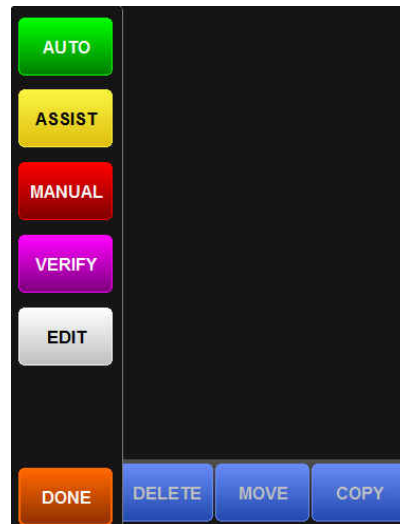 AUTO
ASSIST
MANUAL
VERIFY
EDIT
DONE
DELETE
MOVE
COPY